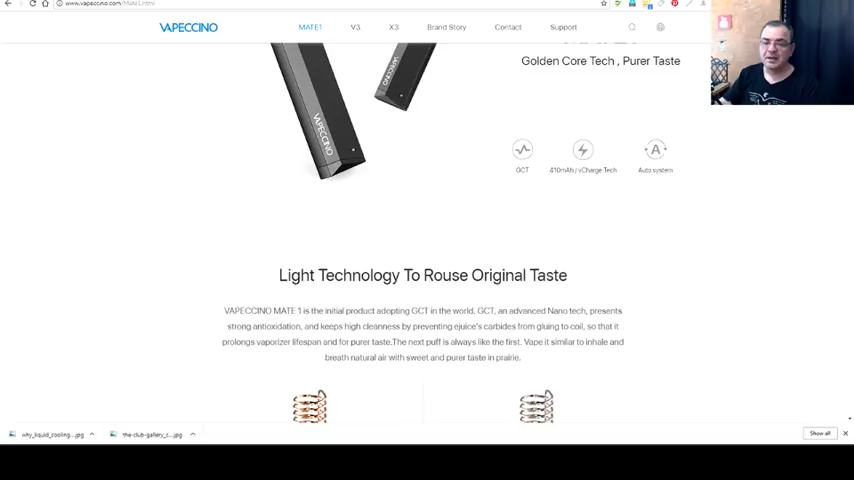 www.vapeccino.com/Mate1.html
VAPECCINO
MATE1
V3
X3
Brand Story
Contact
Support
VAPECCINO
VAPECCINO
Golden Core Tech , Purer Taste
A
GCT
410mAh / vCharge Tech
Auto system
Light Technology To Rouse Original Taste
VAPECCINO MATE 1 is the initial product adopting GCT in the world. GCT, an advanced Nano tech, presents
strong antioxidation, and keeps high cleanness by preventing ejuice's carbides from gluing to coil, so that it
prolongs vaporizer lifespan and for purer taste.The next puff is always like the first. Vape it similar to inhale and
breath natural air with sweet and purer taste in prairie.
why_liquid_cooling....jpg
the-club-gallery_c....jpg
Show all